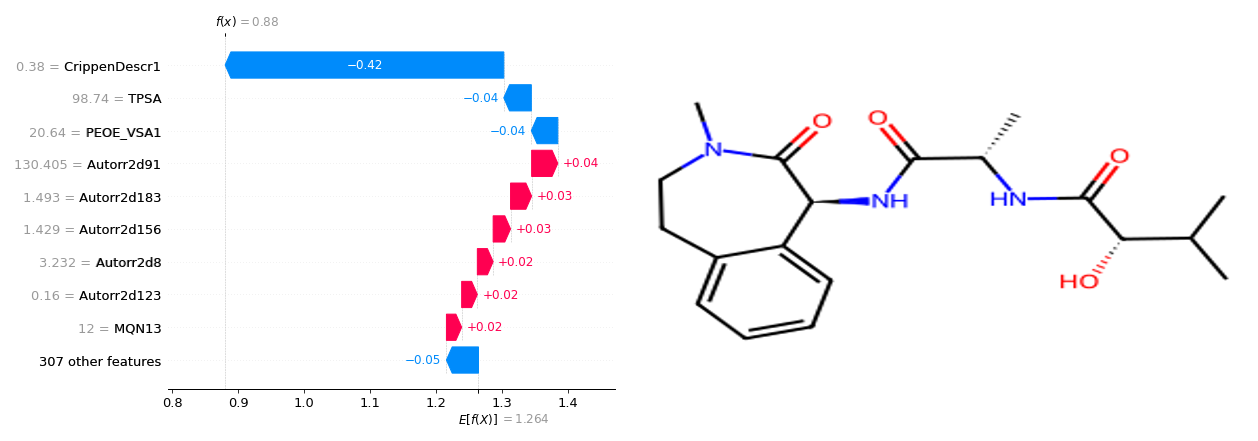 f(x) = 0.88
0.38 = CrippenDescr1
−0.42
98.74 = TPSA
−0.04
20.64 = PEOE_VSA1
−0.04
130.405 = Autorr2d91
+0.04
1.493 = Autorr2d183
+0.03
1.429 = Autorr2d156
+0.03
3.232 = Autorr2d8
+0.02
0.16 = Autorr2d123
+0.02
12 = MQN13
+0.02
307 other features
−0.05
0.8 0.9 1.0 1.1 1.2 1.3 1.4
E[f(X)] = 1.264
N
O
O
NH
HN
O
HO